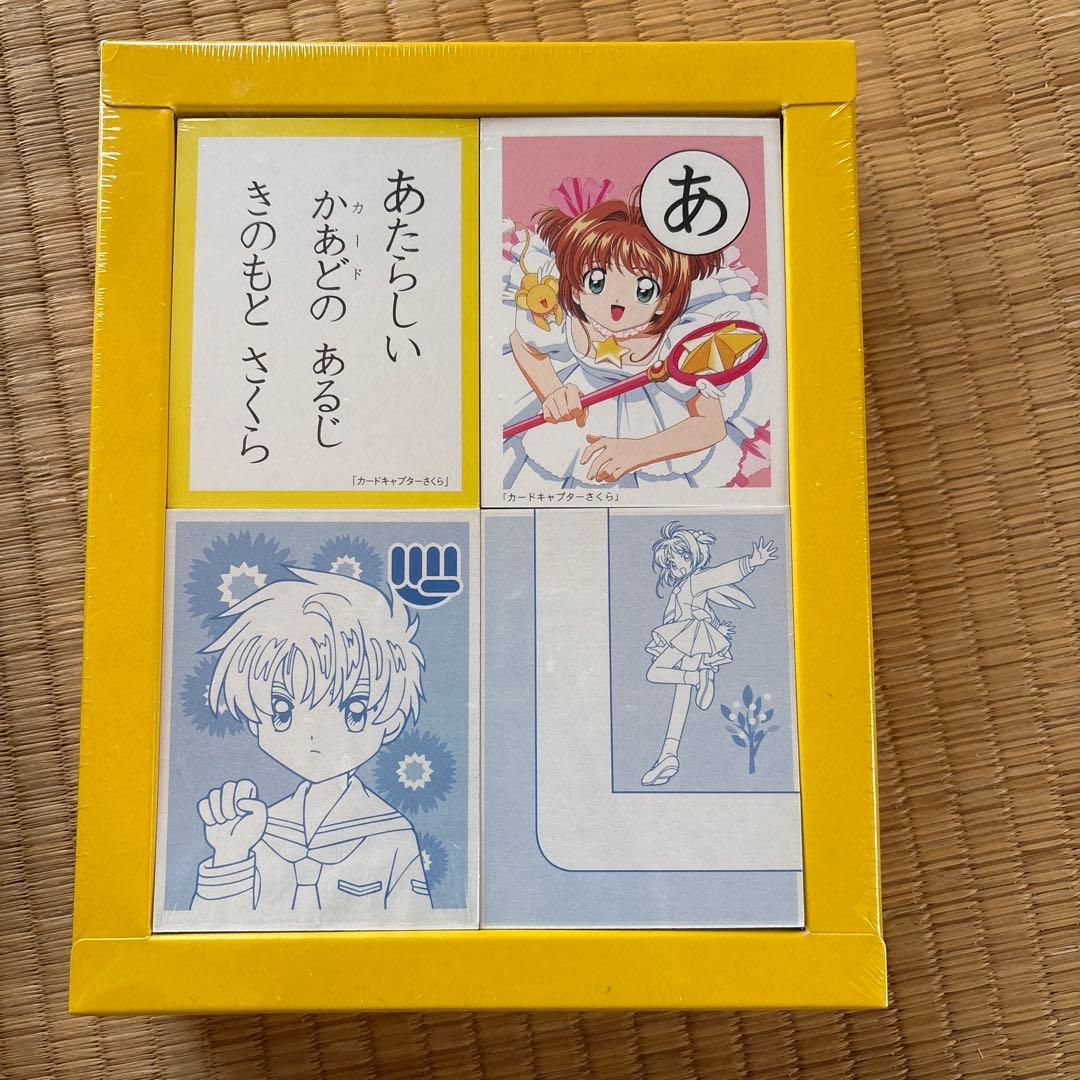 あたらしい
かあどの あるじ
カード
きのもと さくら
「カードキャプターさくら」
あ
「カードキャプターさくら」